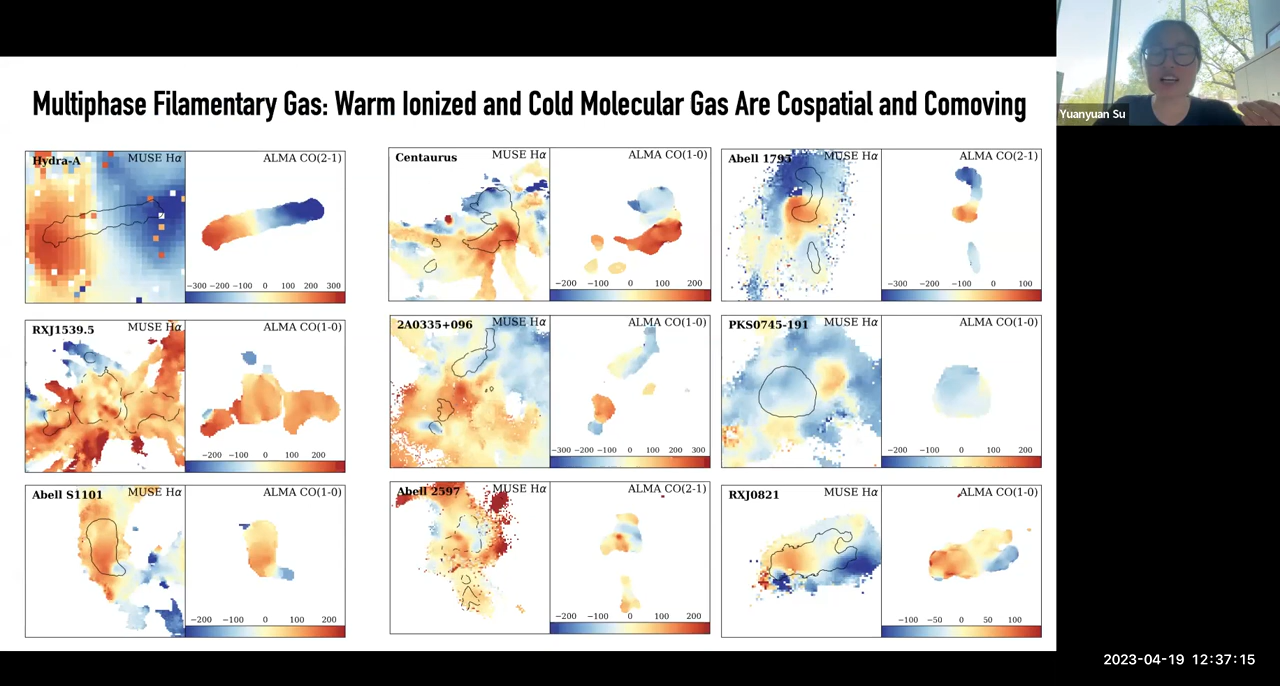 Multiphase Filamentary Gas: Warm Ionized and Cold Molecular Gas Are Cospatial and Comoving
Yuanyuan Su
Hydra-A MUSE Hα ALMA CO(2-1)
−300 −200 −100 0 100 200 300
Centaurus MUSE Hα ALMA CO(1-0)
−200 −100 0 100 200
Abell 1795 MUSE Hα ALMA CO(2-1)
−300 −200 −100 0 100
RXJ1539.5 MUSE Hα ALMA CO(1-0)
−200 −100 0 100 200
2A0335+096 MUSE Hα ALMA CO(1-0)
−300 −200 −100 0 100 200 300
PKS0745-191 MUSE Hα ALMA CO(1-0)
−200 −100 0 100 200
Abell S1101 MUSE Hα ALMA CO(1-0)
−200 −100 0 100 200
Abell 2597 MUSE Hα ALMA CO(2-1)
−200 −100 0 100 200
RXJ0821 MUSE Hα ALMA CO(1-0)
−100 −50 0 50 100
2023-04-19 12:37:15